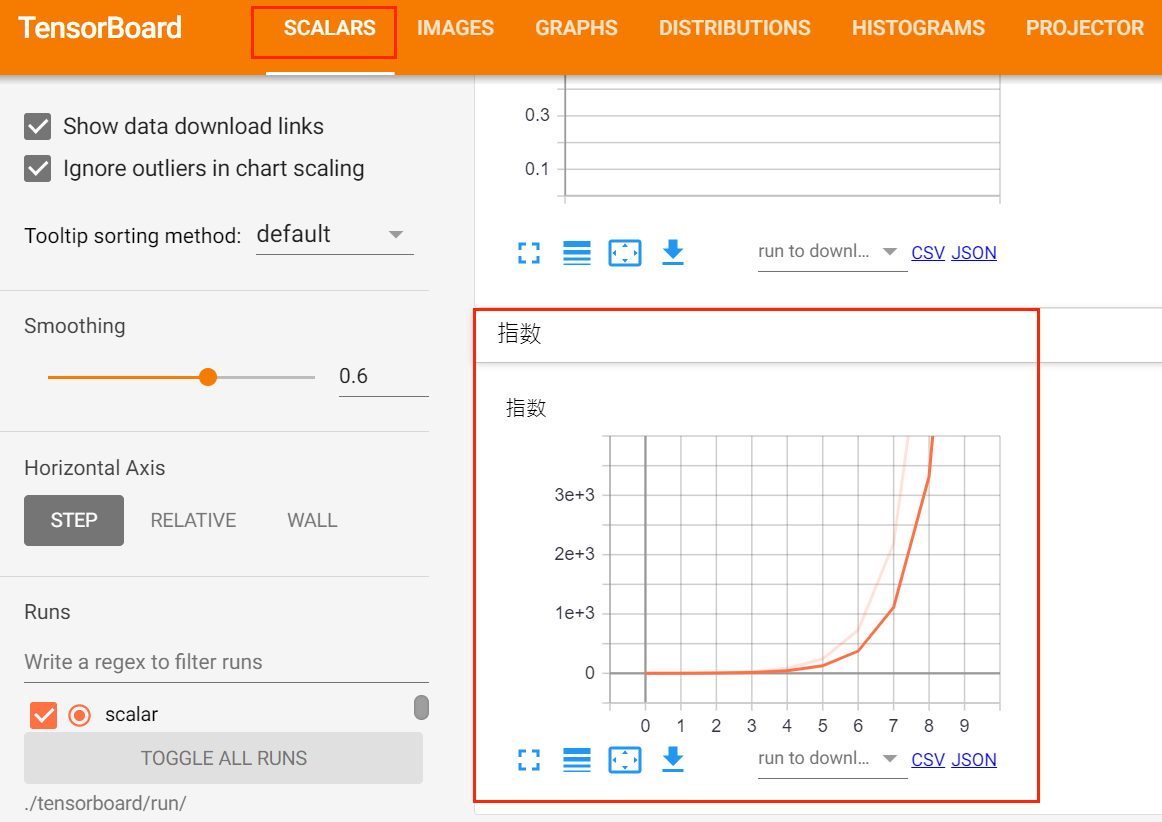 TensorBoard SCALARS IMAGES GRAPHS DISTRIBUTIONS HISTOGRAMS PROJECTOR
Show data download links
Ignore outliers in chart scaling
Tooltip sorting method: default
Smoothing
0.6
Horizontal Axis
STEP RELATIVE WALL
Runs
Write a regex to filter runs
scalar
TOGGLE ALL RUNS
./tensorboard/run/
0.3
0.1
run to downl... CSV JSON
指数
指数
3e+3
2e+3
1e+3
0
0 1 2 3 4 5 6 7 8 9
run to downl... CSV JSON